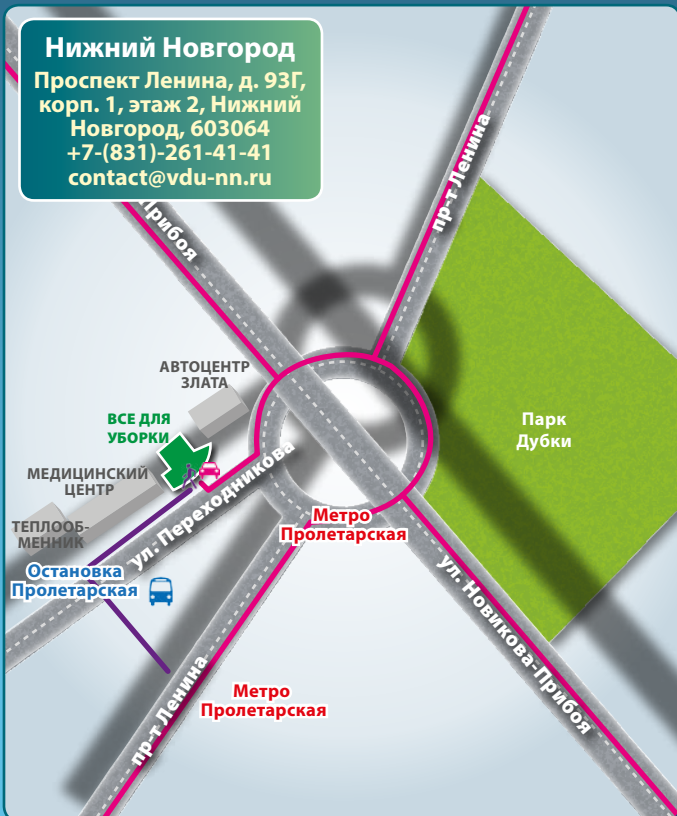 Нижний Новгород
Проспект Ленина, д. 93Г,
корп. 1, этаж 2, Нижний
Новгород, 603064
+7-(831)-261-41-41
contact@vdu-nn.ru
Прибоя
пр-т Ленина
АВТОЦЕНТР
ЗЛАТА
ВСЕ ДЛЯ
УБОРКИ
Парк
Дубки
МЕДИЦИНСКИЙ
ЦЕНТР
ул. Переходникова
ТЕПЛООБ-
МЕННИК
Метро
Пролетарская
Остановка
Пролетарская
ул. Новикова-Прибоя
пр-т Ленина
Метро
Пролетарская